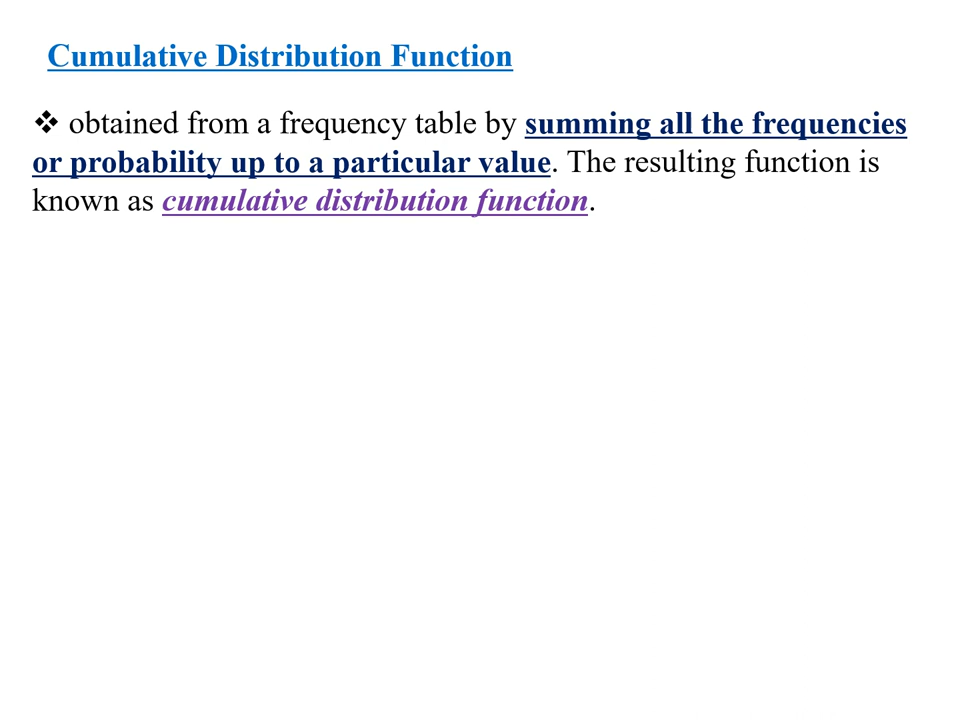 Cumulative Distribution Function
❖ obtained from a frequency table by summing all the frequencies
or probability up to a particular value. The resulting function is
known as cumulative distribution function.